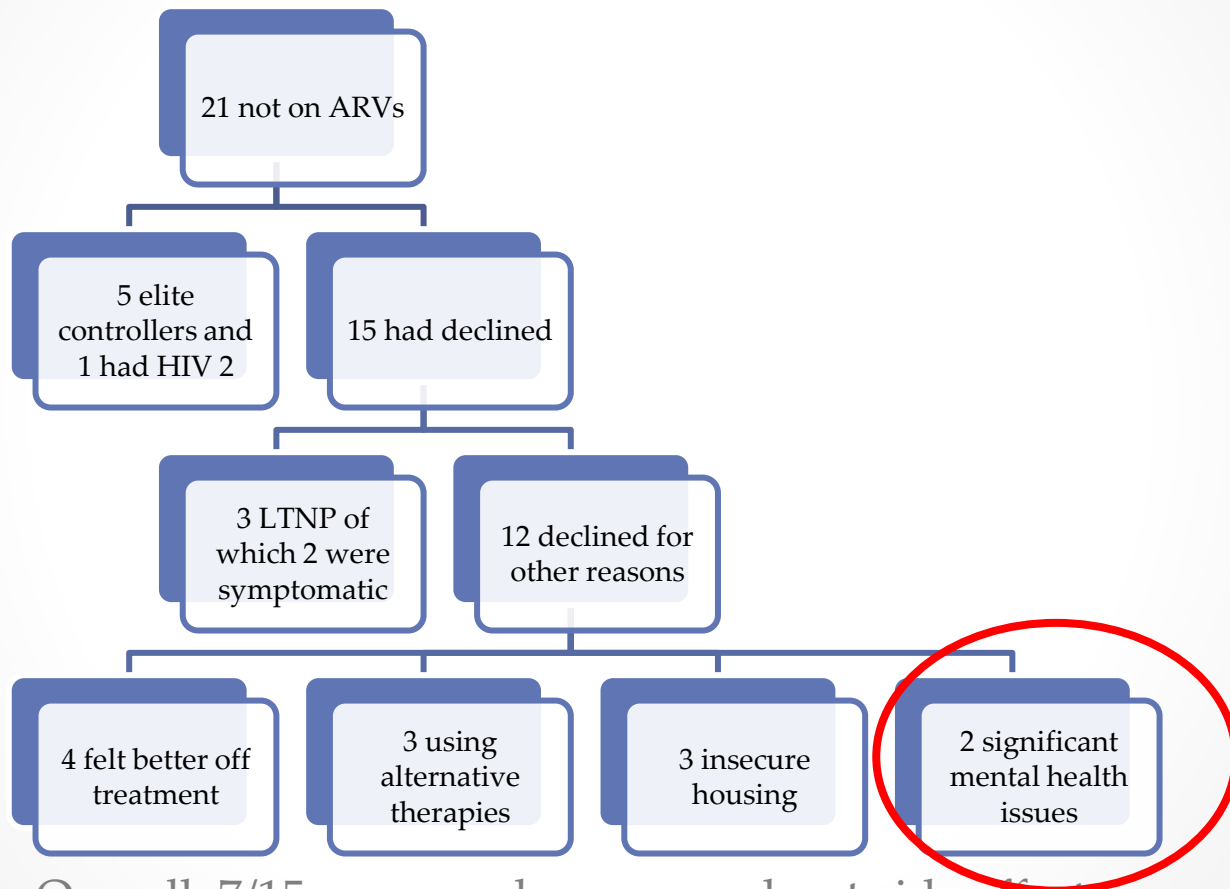 21 not on ARVs
5 elite
controllers and
1 had HIV 2
15 had declined
3 LTNP of
which 2 were
symptomatic
12 declined for
other reasons
4 felt better off
treatment
3 using
alternative
therapies
3 insecure
housing
2 significant
mental health
issues
7/15